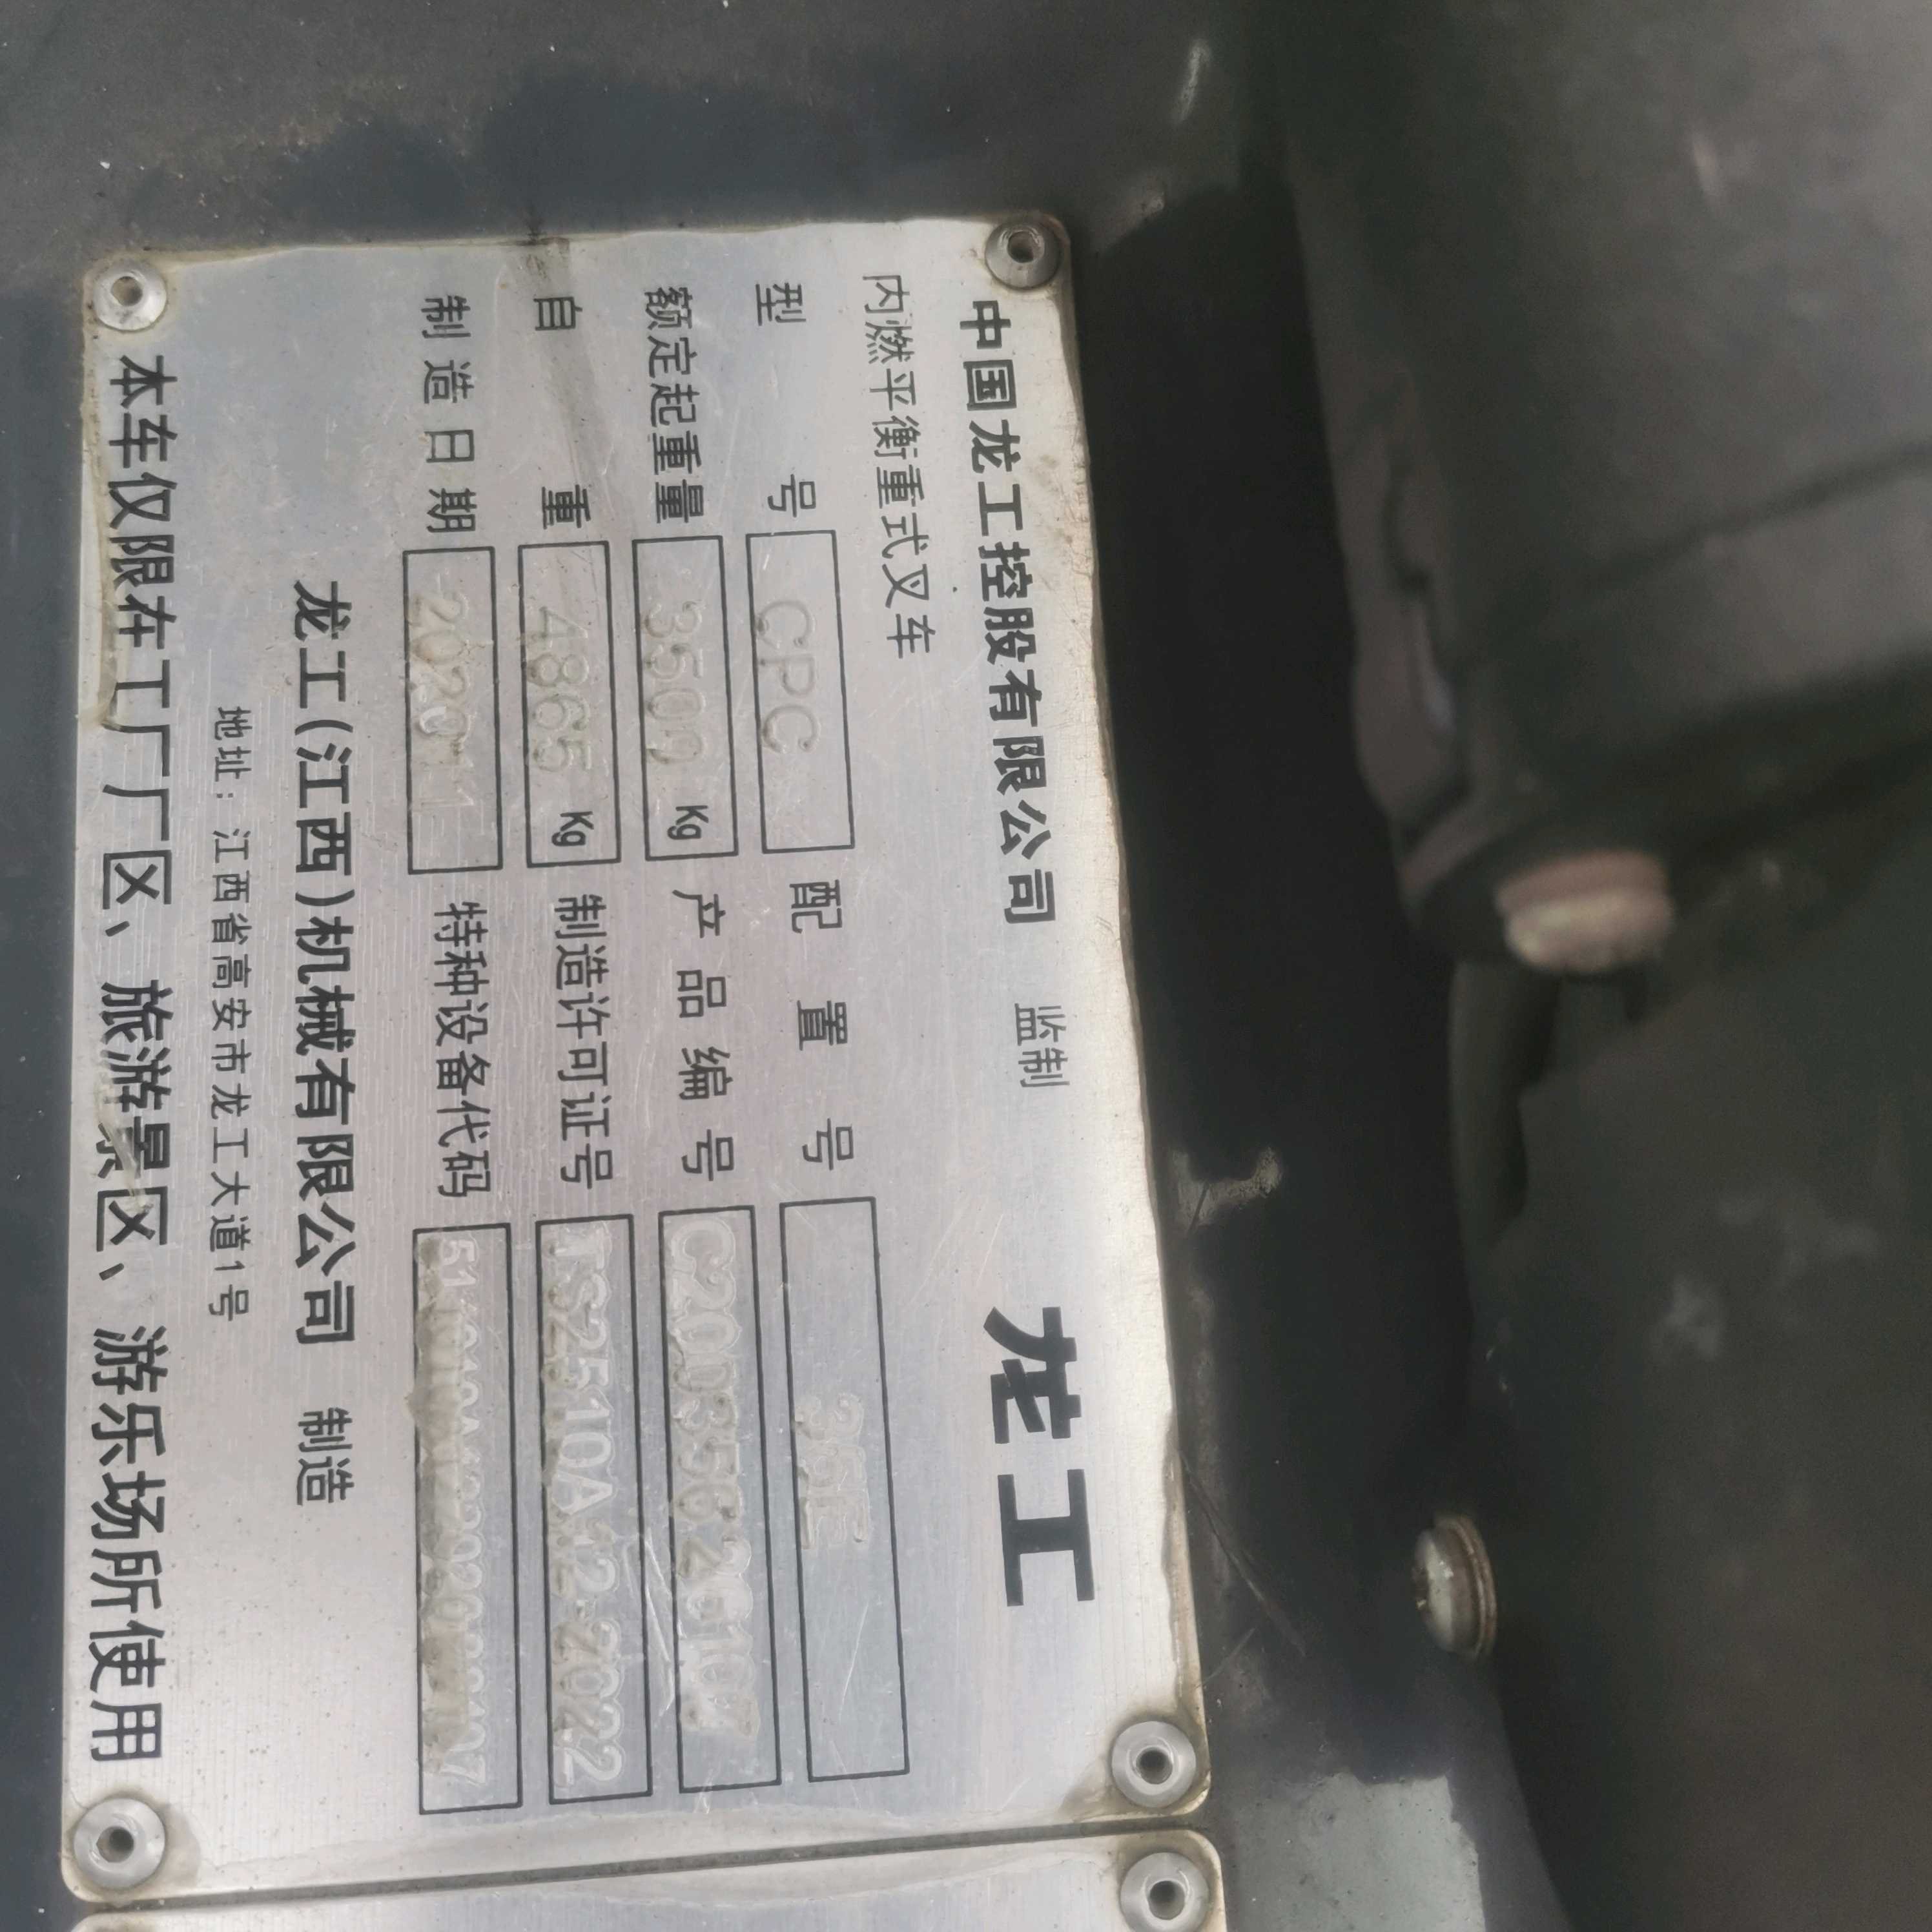 中国龙工控股有限公司 监制 龙工
内燃平衡重式叉车
型号 CPC 配置号 35E
额定起重量 3500 Kg 产品编号
自重 4865 Kg 制造许可证号 TS2510A12-2022
制造日期 202011 特种设备代码
龙工(江西)机械有限公司 制造
地址:江西省高安市龙工大道1号
本车仅限在工厂厂区、旅游景区、游乐场所使用